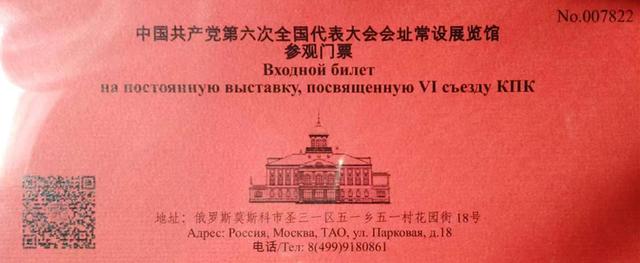 No.007822
中国共产党第六次全国代表大会会址常设展览馆
参观门票
Входной билет
на постоянную выставку, посвященную VI съезду КПК
地址：俄罗斯莫斯科市圣三一区五一乡五一村花园街 18号
Адрес: Россия, Москва, ТАО, ул. Парковая, д.18
电话/Тел: 8(499)9180861